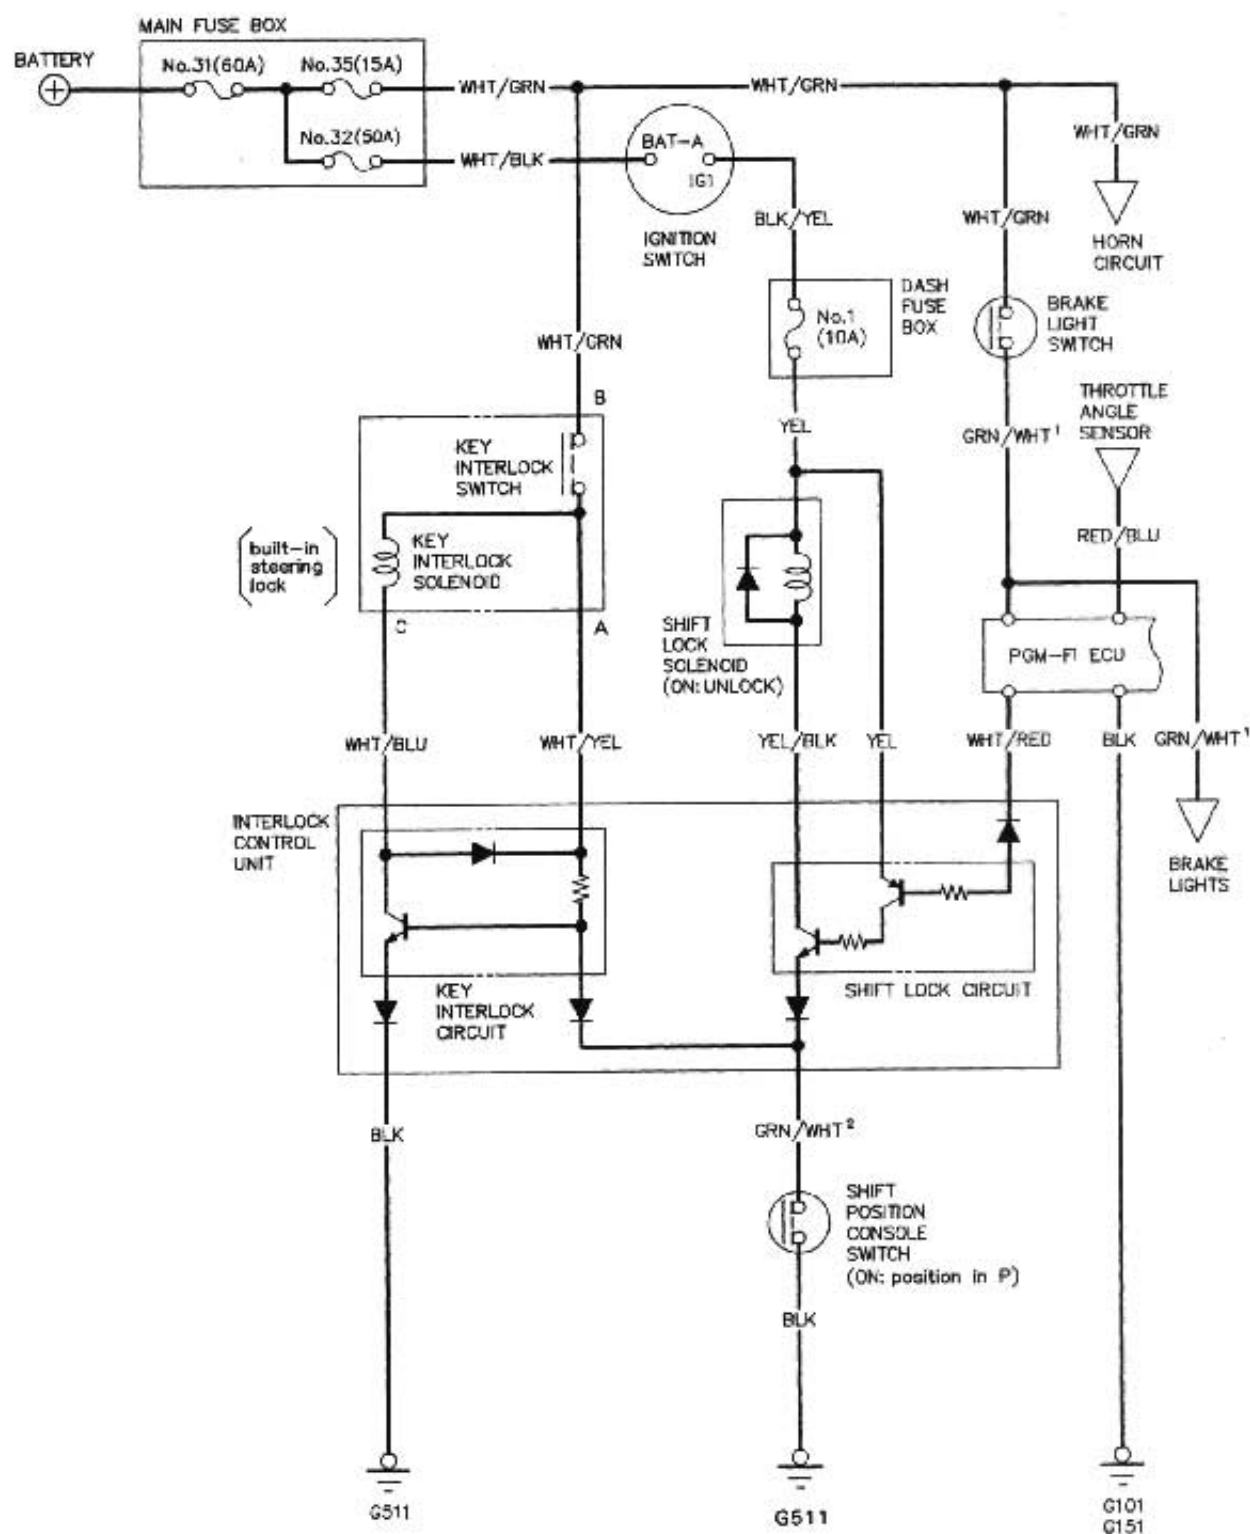 MAIN FUSE BOX
BATTERY
No.31(60A)
No.35(15A)
WHT/GRN
WHT/GRN
No.32(50A)
WHT/BLK
BAT-A
IG1
WHT/GRN
BLK/YEL
WHT/GRN
IGNITION
SWITCH
HORN
CIRCUIT
DASH
FUSE
BOX
No.1
(10A)
BRAKE
LIGHT
SWITCH
WHT/GRN
B
THROTTLE
ANGLE
SENSOR
YEL
GRN/WHT¹
KEY
INTERLOCK
SWITCH
built-in
steering
lock
KEY
INTERLOCK
SOLENOID
RED/BLU
C
A
SHIFT
LOCK
SOLENOID
(ON: UNLOCK)
PGM-FI ECU
WHT/BLU
WHT/YEL
YEL/BLK
YEL
WHT/RED
BLK
GRN/WHT¹
INTERLOCK
CONTROL
UNIT
BRAKE
LIGHTS
KEY
INTERLOCK
CIRCUIT
SHIFT LOCK CIRCUIT
BLK
GRN/WHT²
SHIFT
POSITION
CONSOLE
SWITCH
(ON: position in P)
BLK
G511
G511
G101
G151